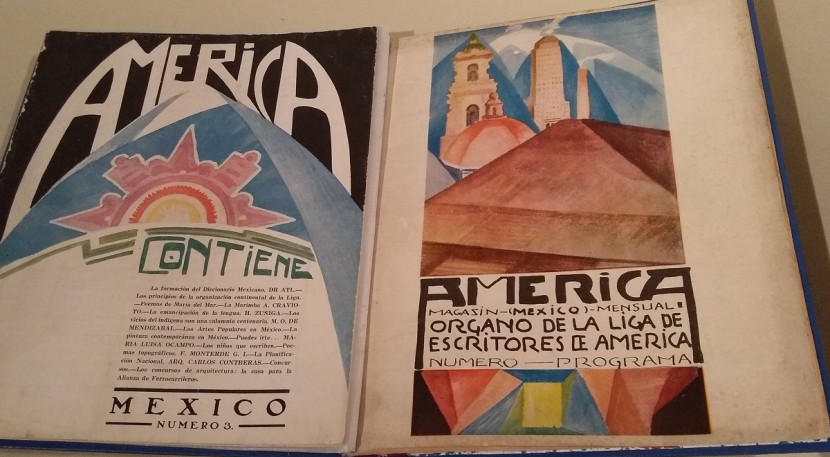 AMERICA
CONTIENE
La formación del Diccionario Mexicano. DR ATL.—
Los principios de la organización continental de la Liga.
—Poemas de María del Mar.—La Marimba A. CRAVIO-
TO.—La emancipación de la lengua. H. ZUÑIGA.—Los
vicios del indígena son una calumnia centenaria. M. O. DE
MENDIZABAL.—Las Artes Populares en México.—La
pintura contemporánea en México.—Puedes irte... MA-
RIA LUISA OCAMPO.—Los niños que escriben.—Poe-
mas topográficos. F. MONTERDE G. I.—La Planifica-
ción Nacional. ARQ. CARLOS CONTRERAS.—Concur-
sos.—Los concursos de arquitectura: la casa para la
Alianza de Ferrocarrileros.
MEXICO
NUMERO 3.
AMERICA
MAGASIN-(MEXICO)-MENSUAL
ORGANO DE LA LIGA DE
ESCRITORES DE AMERICA
NUMERO — PROGRAMA